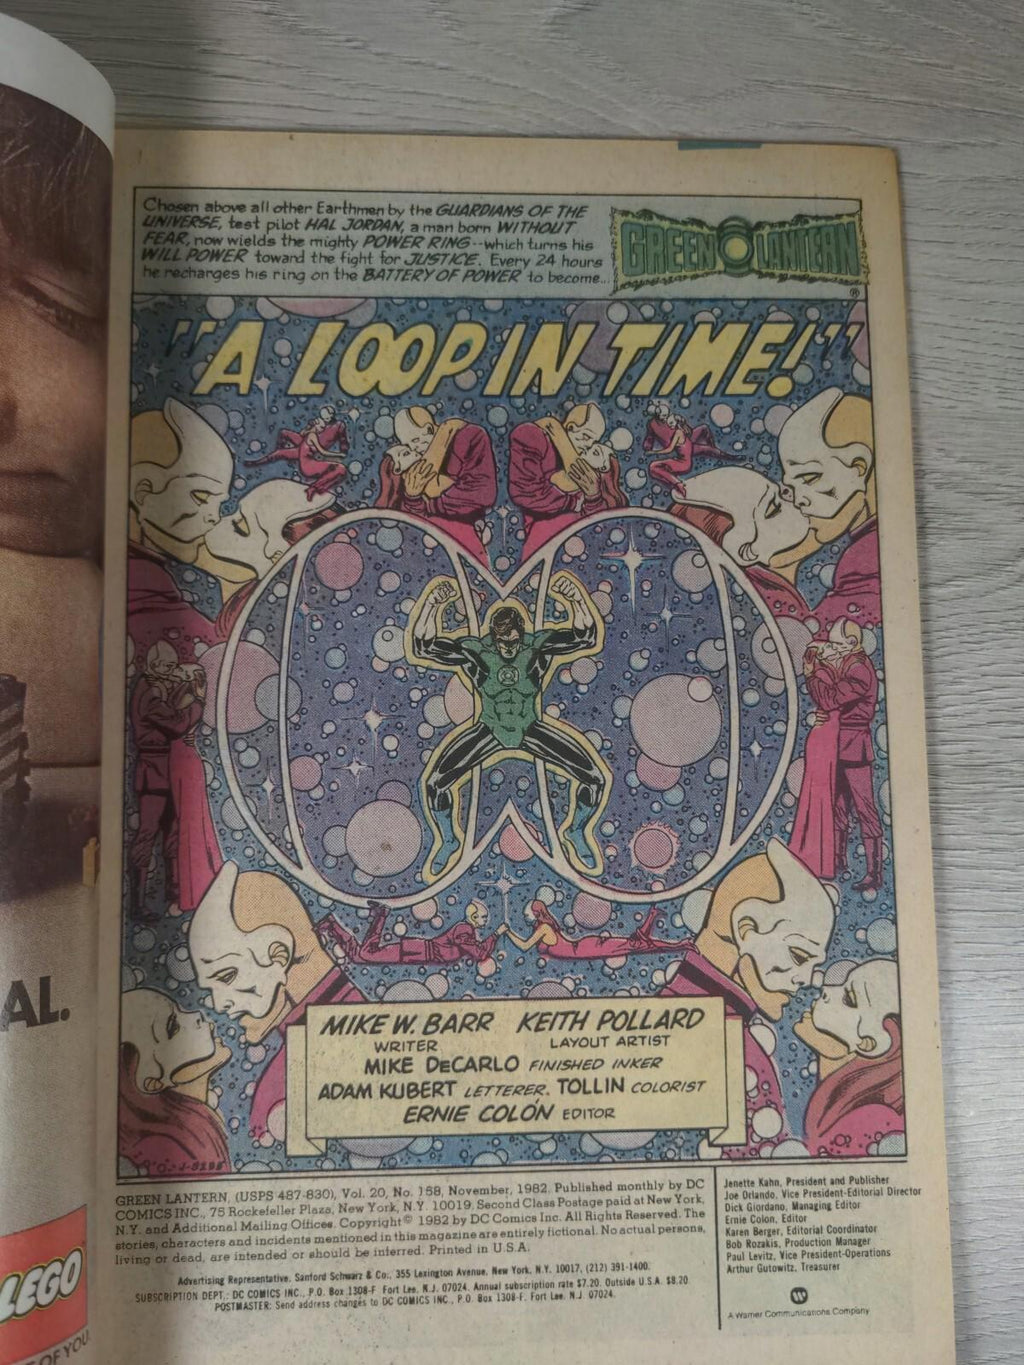 Chosen above all other Earthmen by the GUARDIANS OF THE
UNIVERSE, test pilot HAL JORDAN, a man born WITHOUT
FEAR, now wields the mighty POWER RING--which turns his
WILL POWER toward the fight for JUSTICE. Every 24 hours
he recharges his ring on the BATTERY OF POWER to become...
GREEN LANTERN
®
"A LOOP IN TIME!"
MIKE W. BARR KEITH POLLARD
WRITER LAYOUT ARTIST
MIKE DeCARLO FINISHED INKER
ADAM KUBERT LETTERER. TOLLIN COLORIST
ERNIE COLÓN EDITOR
GREEN LANTERN, (USPS 487-830), Vol. 20, No. 158, November, 1982. Published monthly by DC
COMICS INC., 75 Rockefeller Plaza, New York, N.Y. 10019. Second Class Postage paid at New York,
N.Y. and Additional Mailing Offices. Copyright © 1982 by DC Comics Inc. All Rights Reserved. The
stories, characters and incidents mentioned in this magazine are entirely fictional. No actual persons,
living or dead, are intended or should be inferred. Printed in U.S.A.
Advertising Representative, Sanford Schwarz & Co., 355 Lexington Avenue, New York, N.Y. 10017, (212) 391-1400.
SUBSCRIPTION DEPT.: DC COMICS INC., P.O. Box 1308-F Fort Lee, N.J. 07024. Annual subscription rate $7.20. Outside U.S.A. $8.20.
POSTMASTER: Send address changes to DC COMICS INC., P.O. Box 1308-F, Fort Lee, N.J. 07024.
Jenette Kahn, President and Publisher
Joe Orlando, Vice President-Editorial Director
Dick Giordano, Managing Editor
Ernie Colon, Editor
Karen Berger, Editorial Coordinator
Bob Rozakis, Production Manager
Paul Levitz, Vice President-Operations
Arthur Gutowitz, Treasurer
A Warner Communications Company
AL.
LEGO
OF YOU.